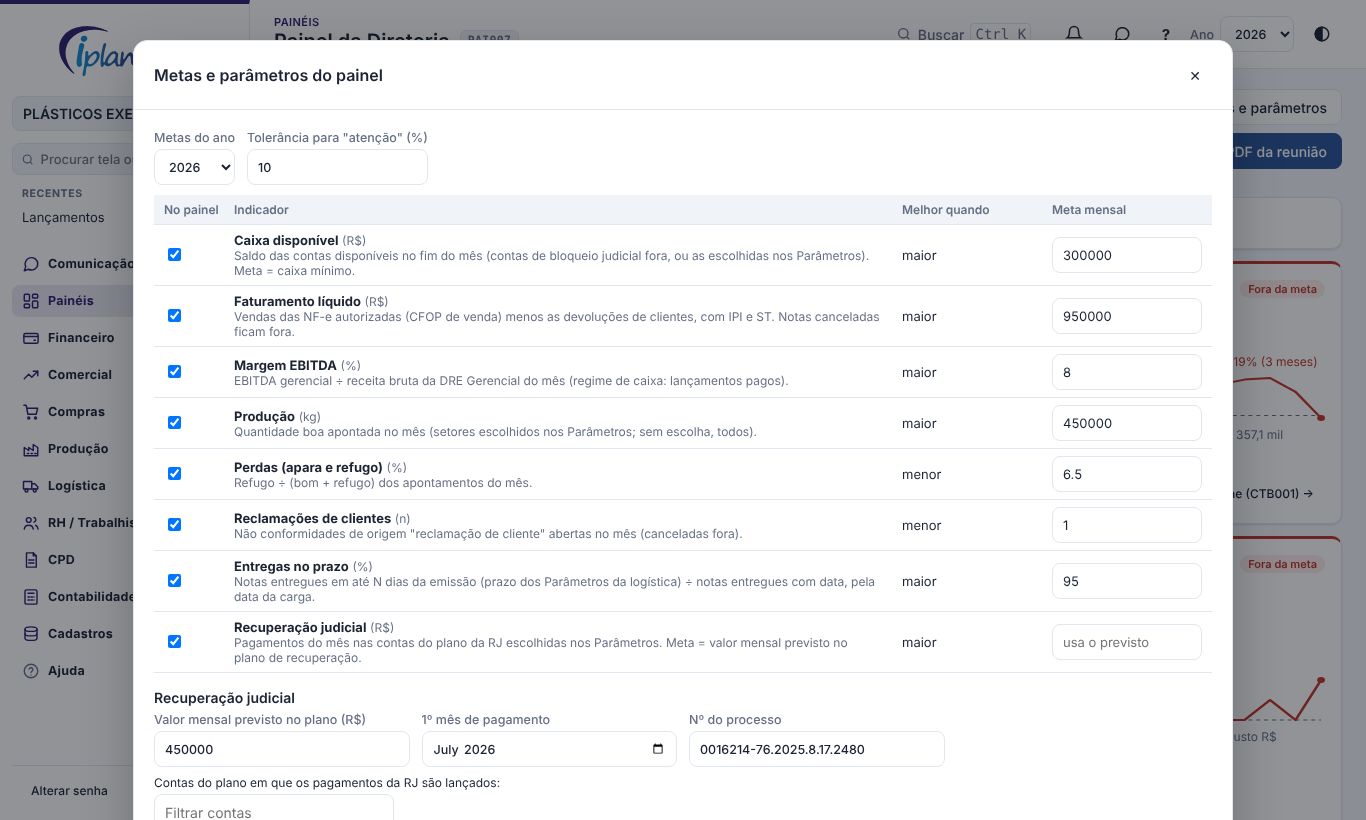 PAINÉIS
Painel da Diretoria
Buscar Ctrl K
? Ano 2026
iplan
PLÁSTICOS EXE
Procurar tela o
RECENTES
Lançamentos
Comunicação
Painéis
Financeiro
Comercial
Compras
Produção
Logística
RH / Trabalhis
CPD
Contabilidade
Cadastros
Ajuda
Alterar senha
Metas e parâmetros do painel
×
Metas do ano Tolerância para "atenção" (%)
2026 10
No painel Indicador Melhor quando Meta mensal
Caixa disponível (R$)
Saldo das contas disponíveis no fim do mês (contas de bloqueio judicial fora, ou as escolhidas nos Parâmetros).
Meta = caixa mínimo.
maior 300000
Faturamento líquido (R$)
Vendas das NF-e autorizadas (CFOP de venda) menos as devoluções de clientes, com IPI e ST. Notas canceladas
ficam fora.
maior 950000
Margem EBITDA (%)
EBITDA gerencial ÷ receita bruta da DRE Gerencial do mês (regime de caixa: lançamentos pagos).
maior 8
Produção (kg)
Quantidade boa apontada no mês (setores escolhidos nos Parâmetros; sem escolha, todos).
maior 450000
Perdas (apara e refugo) (%)
Refugo ÷ (bom + refugo) dos apontamentos do mês.
menor 6.5
Reclamações de clientes (n)
Não conformidades de origem "reclamação de cliente" abertas no mês (canceladas fora).
menor 1
Entregas no prazo (%)
Notas entregues em até N dias da emissão (prazo dos Parâmetros da logística) ÷ notas entregues com data, pela
data da carga.
maior 95
Recuperação judicial (R$)
Pagamentos do mês nas contas do plano da RJ escolhidas nos Parâmetros. Meta = valor mensal previsto no
plano de recuperação.
maior usa o previsto
Recuperação judicial
Valor mensal previsto no plano (R$) 1º mês de pagamento Nº do processo
450000 July 2026 0016214-76.2025.8.17.2480
Contas do plano em que os pagamentos da RJ são lançados:
Filtrar contas
s e parâmetros
PDF da reunião
Fora da meta
19% (3 meses)
357,1 mil
ne (CTB001) →
Fora da meta
usto R$